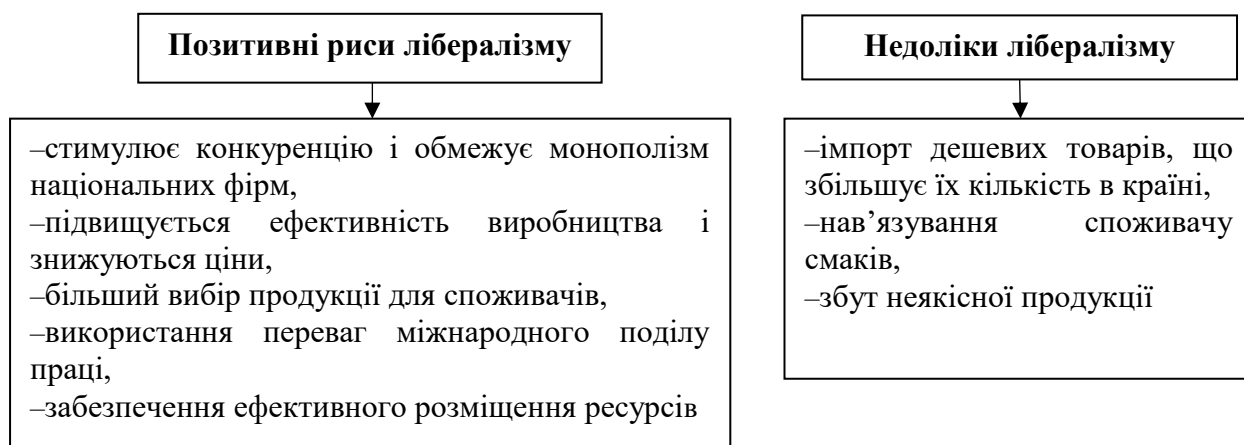 Позитивні риси лібералізму
–стимулює конкуренцію і обмежує монополізм
національних фірм,
–підвищується ефективність виробництва і
знижуються ціни,
–більший вибір продукції для споживачів,
–використання переваг міжнародного поділу
праці,
–забезпечення ефективного розміщення ресурсів
Недоліки лібералізму
–імпорт дешевих товарів, що
збільшує їх кількість в країні,
–нав’язування споживачу
смаків,
–збут неякісної продукції